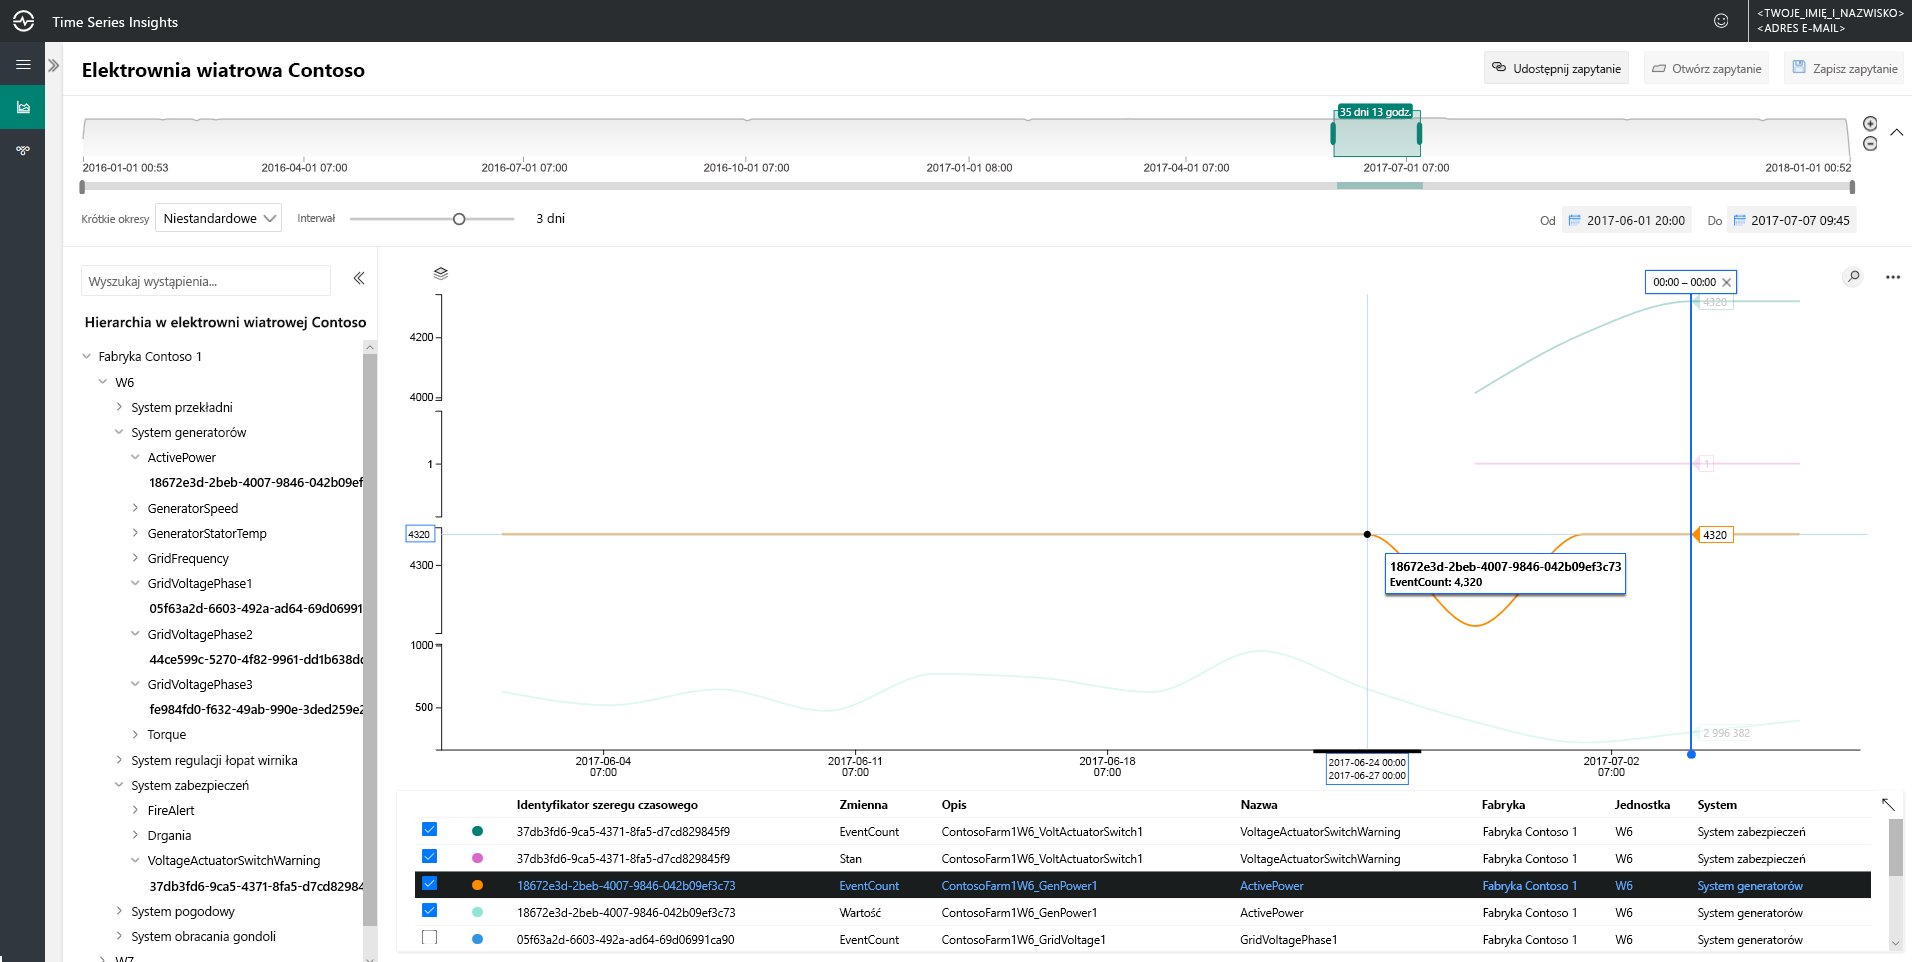 Time Series Insights
<TWOJE_IMIĘ_I_NAZWISKO>
<ADRES E-MAIL>
Elektrownia wiatrowa Contoso
Udostępnij zapytanie
Otwórz zapytanie
Zapisz zapytanie
35 dni 13 godz.
2016-01-01 00:53
2016-04-01 07:00
2016-07-01 07:00
2016-10-01 07:00
2017-01-01 08:00
2017-04-01 07:00
2017-07-01 07:00
2018-01-01 00:52
Krótkie okresy
Niestandardowe
Interwał
3 dni
Od
2017-06-01 20:00
Do
2017-07-07 09:45
Wyszukaj wystąpienia...
Hierarchia w elektrowni wiatrowej Contoso
Fabryka Contoso 1
W6
System przekładni
System generatorów
ActivePower
18672e3d-2beb-4007-9846-042b09ef
GeneratorSpeed
GeneratorStatorTemp
GridFrequency
GridVoltagePhase1
05f63a2d-6603-492a-ad64-69d06991
GridVoltagePhase2
44ce599c-5270-4f82-9961-dd1b638dc
GridVoltagePhase3
fe984fd0-f632-49ab-990e-3ded259e2
Torque
System regulacji łopat wirnika
System zabezpieczeń
FireAlert
Drgania
VoltageActuatorSwitchWarning
37db3fd6-9ca5-4371-8fa5-d7cd82984
System pogodowy
System obracania gondoli
W7
00:00 – 00:00
4320
4200
4000
1
1
4320
4320
4300
18672e3d-2beb-4007-9846-042b09ef3c73
EventCount: 4,320
1000
500
2 996 382
2017-06-04
07:00
2017-06-11
07:00
2017-06-18
07:00
2017-06-24 00:00
2017-06-27 00:00
2017-07-02
07:00
Identyfikator szeregu czasowego Zmienna Opis Nazwa Fabryka Jednostka System
37db3fd6-9ca5-4371-8fa5-d7cd829845f9 EventCount ContosoFarm1W6_VoltActuatorSwitch1 VoltageActuatorSwitchWarning Fabryka Contoso 1 W6 System zabezpieczeń
37db3fd6-9ca5-4371-8fa5-d7cd829845f9 Stan ContosoFarm1W6_VoltActuatorSwitch1 VoltageActuatorSwitchWarning Fabryka Contoso 1 W6 System zabezpieczeń
18672e3d-2beb-4007-9846-042b09ef3c73 EventCount ContosoFarm1W6_GenPower1 ActivePower Fabryka Contoso 1 W6 System generatorów
18672e3d-2beb-4007-9846-042b09ef3c73 Wartość ContosoFarm1W6_GenPower1 ActivePower Fabryka Contoso 1 W6 System generatorów
05f63a2d-6603-492a-ad64-69d06991ca90 EventCount ContosoFarm1W6_GridVoltage1 GridVoltagePhase1 Fabryka Contoso 1 W6 System generatorów